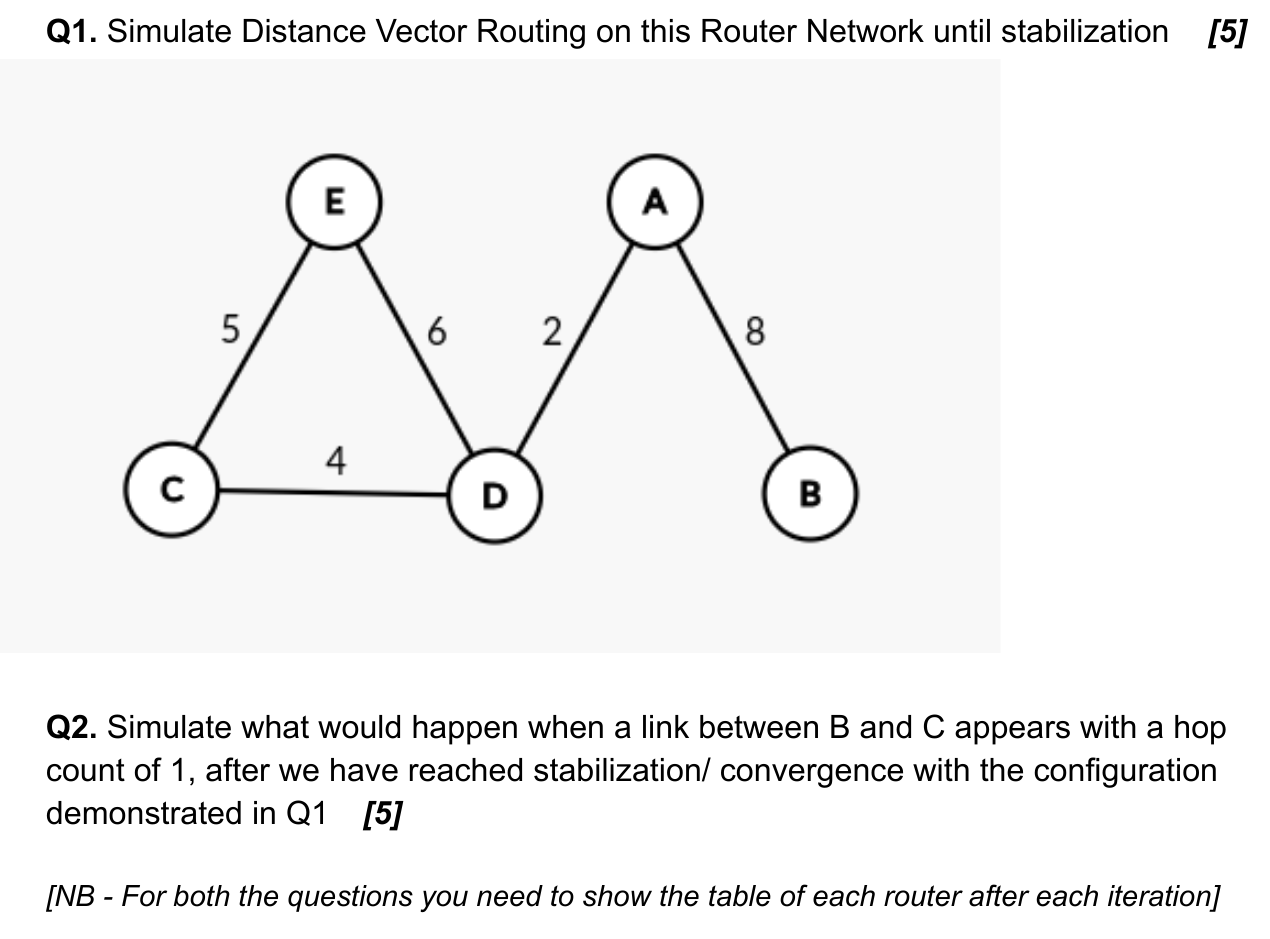 Q1. Simulate Distance Vector Routing on this Router Network until stabilization [5]
E A
5 6 2 8
4
C D B
Q2. Simulate what would happen when a link between B and C appears with a hop
count of 1, after we have reached stabilization/ convergence with the configuration
demonstrated in Q1 [5]
[NB - For both the questions you need to show the table of each router after each iteration]